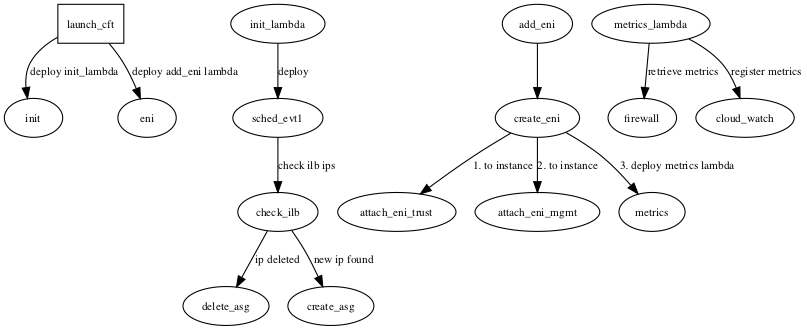 launch_cft
init_lambda
add_eni
metrics_lambda
deploy init_lambda
deploy add_eni lambda
deploy
retrieve metrics
register metrics
init
eni
sched_evt1
create_eni
firewall
cloud_watch
check ilb ips
1. to instance
2. to instance
3. deploy metrics lambda
check_ilb
attach_eni_trust
attach_eni_mgmt
metrics
ip deleted
new ip found
delete_asg
create_asg